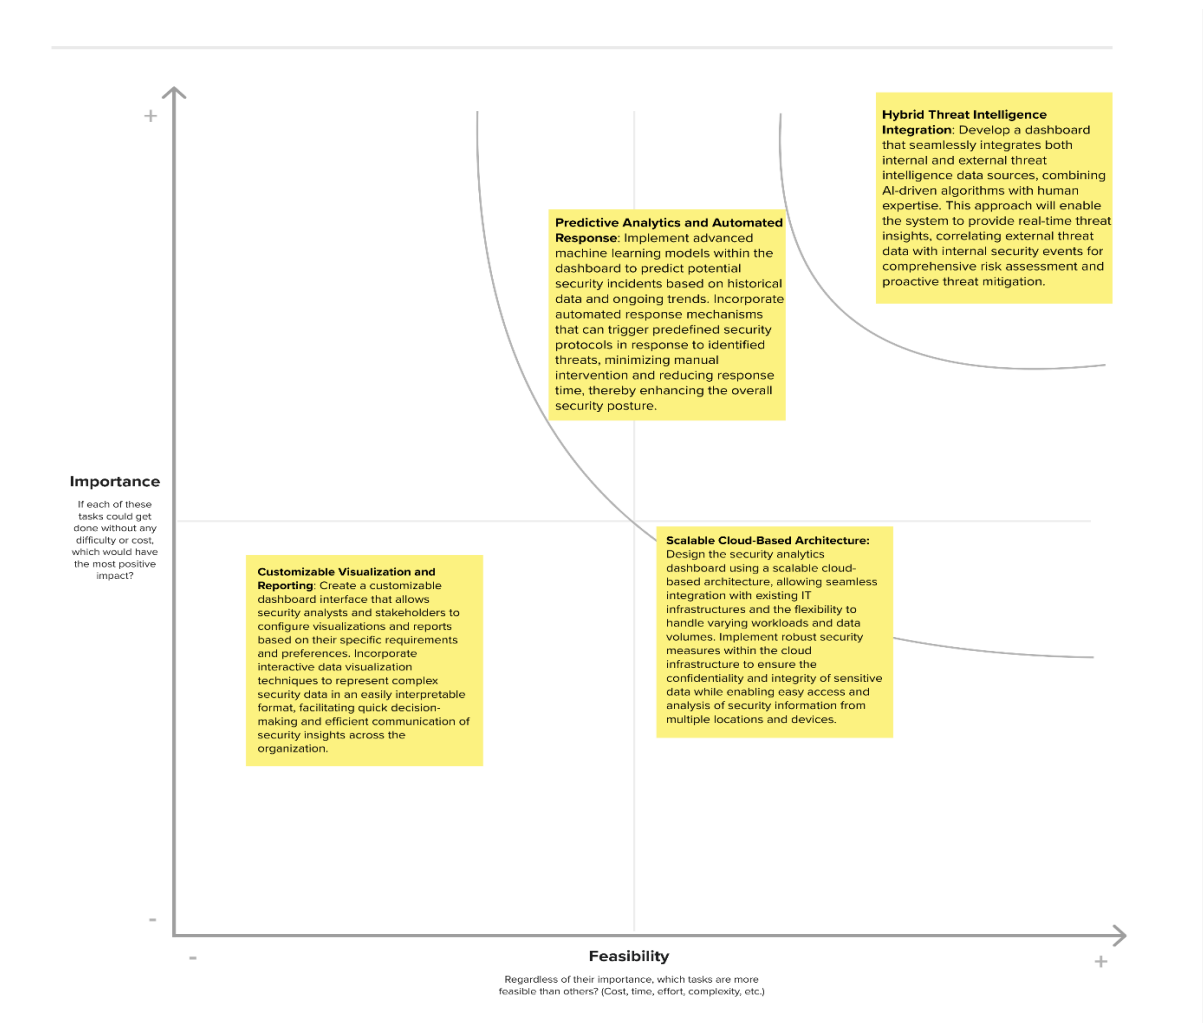 +
Hybrid Threat Intelligence
Integration: Develop a dashboard
that seamlessly integrates both
internal and external threat
intelligence data sources, combining
AI-driven algorithms with human
expertise. This approach will enable
the system to provide real-time threat
insights, correlating external threat
data with internal security events for
comprehensive risk assessment and
proactive threat mitigation.
Predictive Analytics and Automated
Response: Implement advanced
machine learning models within the
dashboard to predict potential
security incidents based on historical
data and ongoing trends. Incorporate
automated response mechanisms
that can trigger predefined security
protocols in response to identified
threats, minimizing manual
intervention and reducing response
time, thereby enhancing the overall
security posture.
Importance
If each of these
tasks could get
done without any
difficulty or cost,
which would have
the most positive
impact?
Customizable Visualization and
Reporting: Create a customizable
dashboard interface that allows
security analysts and stakeholders to
configure visualizations and reports
based on their specific requirements
and preferences. Incorporate
interactive data visualization
techniques to represent complex
security data in an easily interpretable
format, facilitating quick decision-
making and efficient communication of
security insights across the
organization.
Scalable Cloud-Based Architecture:
Design the security analytics
dashboard using a scalable cloud-
based architecture, allowing seamless
integration with existing IT
infrastructures and the flexibility to
handle varying workloads and data
volumes. Implement robust security
measures within the cloud
infrastructure to ensure the
confidentiality and integrity of sensitive
data while enabling easy access and
analysis of security information from
multiple locations and devices.
-
-
Feasibility
+
Regardless of their importance, which tasks are more
feasible than others? (Cost, time, effort, complexity, etc.)